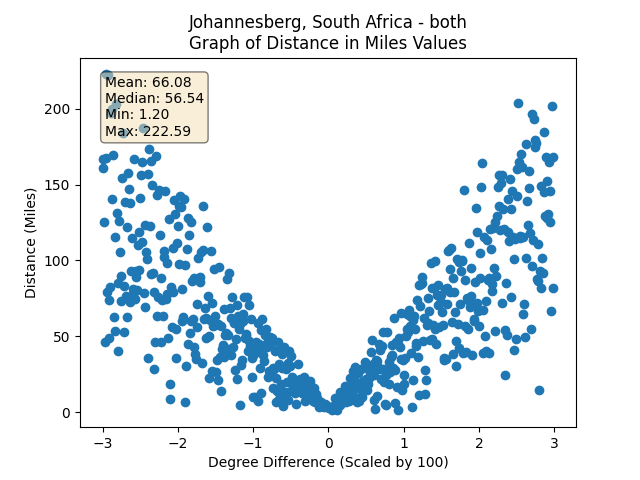 Johannesberg, South Africa - both
Graph of Distance in Miles Values
Mean: 66.08
Median: 56.54
Min: 1.20
Max: 222.59
200
150
100
50
0
Distance (Miles)
−3 −2 −1 0 1 2 3
Degree Difference (Scaled by 100)